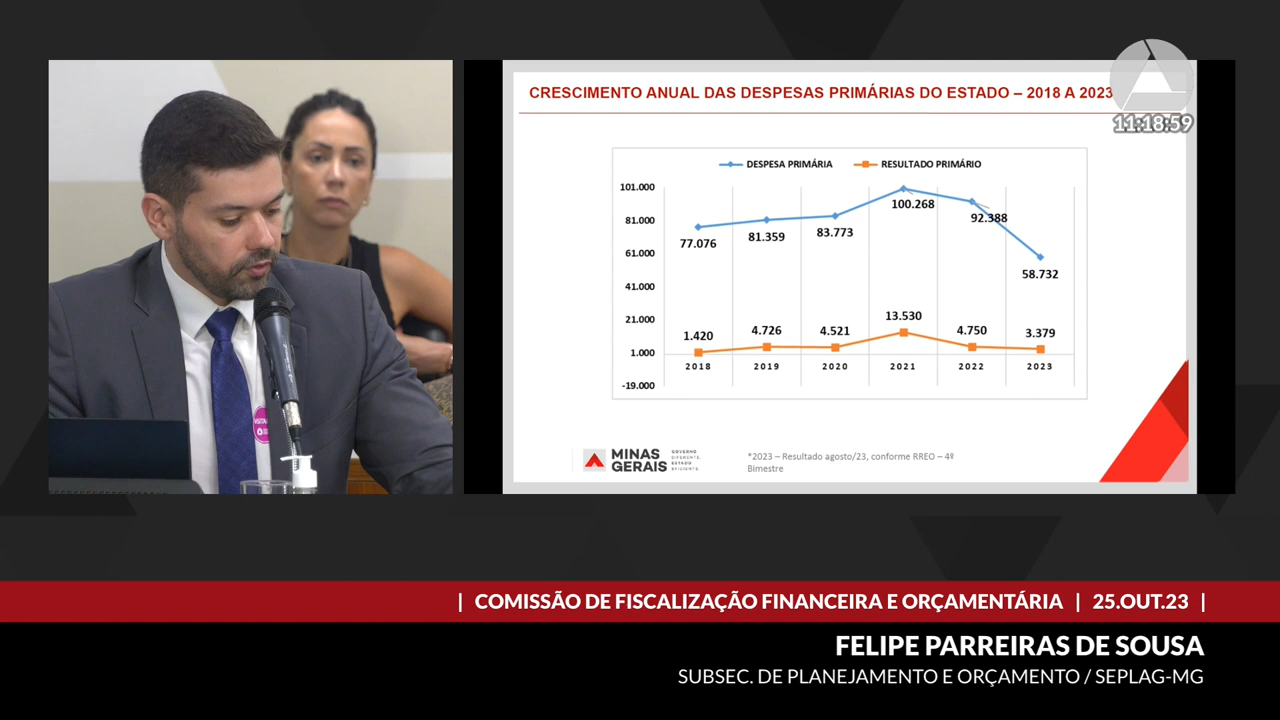 CRESCIMENTO ANUAL DAS DESPESAS PRIMÁRIAS DO ESTADO – 2018 A 2023
11:18:59
DESPESA PRIMÁRIA
RESULTADO PRIMÁRIO
101.000
81.000
61.000
41.000
21.000
1.000
-19.000
77.076
81.359
83.773
100.268
92.388
58.732
1.420
4.726
4.521
13.530
4.750
3.379
2018
2019
2020
2021
2022
2023
MINAS
GERAIS
GOVERNO
DIFERENTE.
ESTADO
EFICIENTE.
*2023 – Resultado agosto/23, conforme RREO – 4º
Bimestre
| COMISSÃO DE FISCALIZAÇÃO FINANCEIRA E ORÇAMENTÁRIA | 25.OUT.23 |
FELIPE PARREIRAS DE SOUSA
SUBSEC. DE PLANEJAMENTO E ORÇAMENTO / SEPLAG-MG